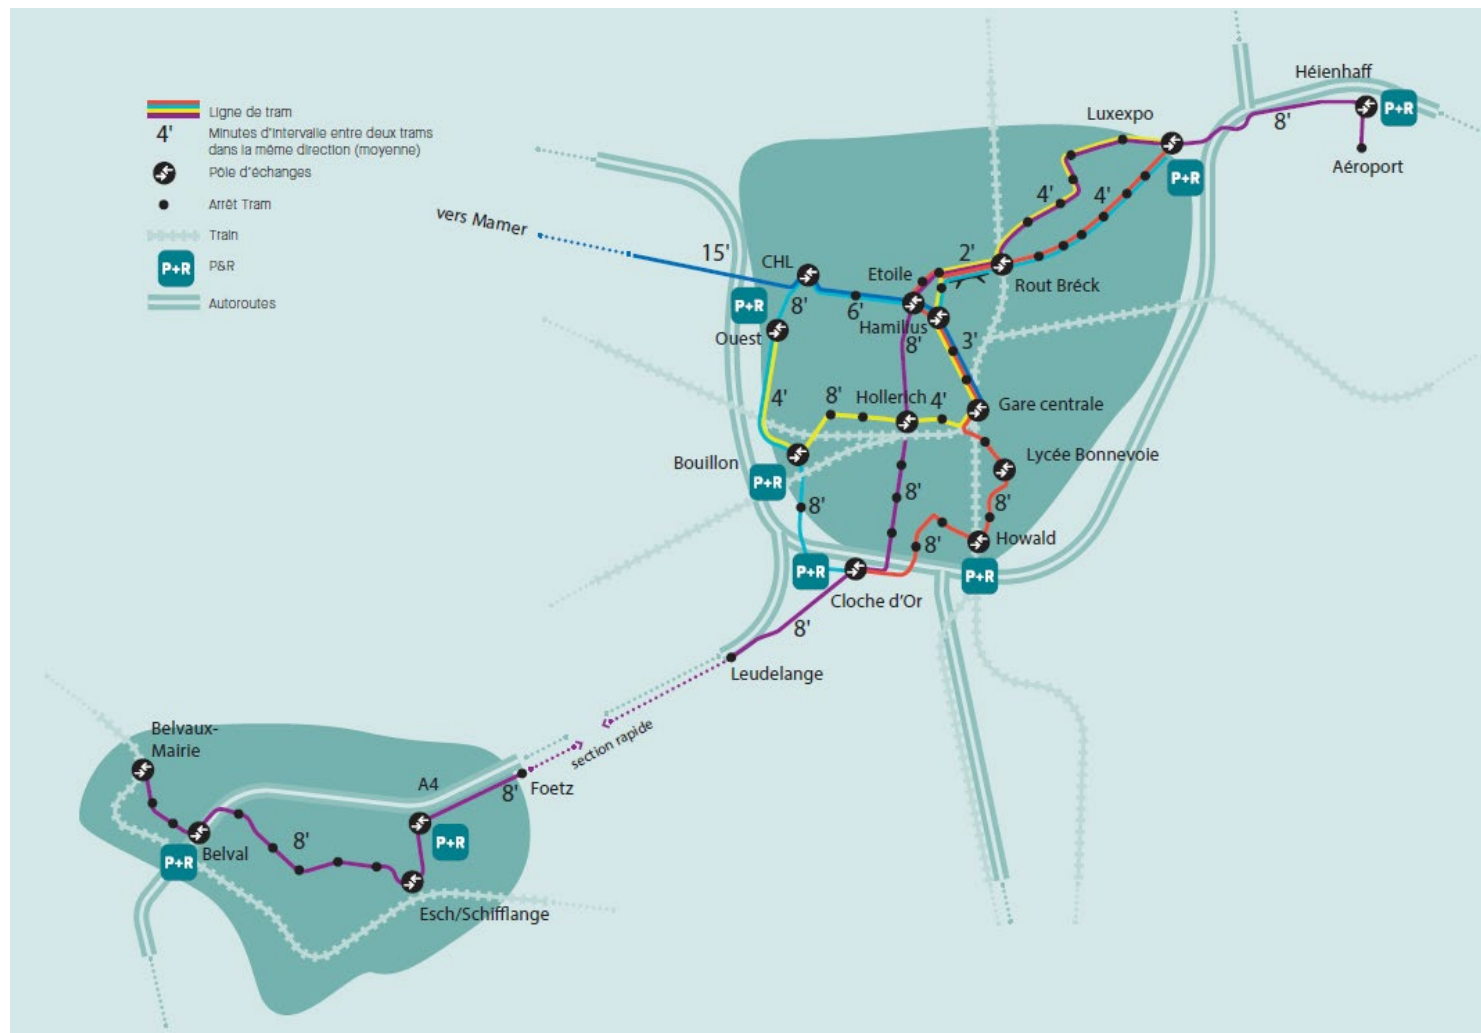 Ligne de tram
4'
Minutes d'intervalle entre deux trams
dans la même direction (moyenne)
Pôle d'échanges
Arrêt Tram
Train
P+R
P&R
Autoroutes
Héienhaff
P+R
8'
Aéroport
Luxexpo
P+R
4'
4'
vers Mamer
15'
CHL
Etoile
2'
Rout Bréck
P+R
8'
6'
Hamilius
Ouest
8'
3'
4'
8'
Hollerich
4'
Gare centrale
Bouillon
P+R
Lycée Bonnevoie
8'
8'
8'
8'
Howald
P+R
P+R
Cloche d'Or
8'
Leudelange
section rapide
Belvaux-
Mairie
A4
8'
Foetz
P+R
8'
Belval
P+R
Esch/Schifflange